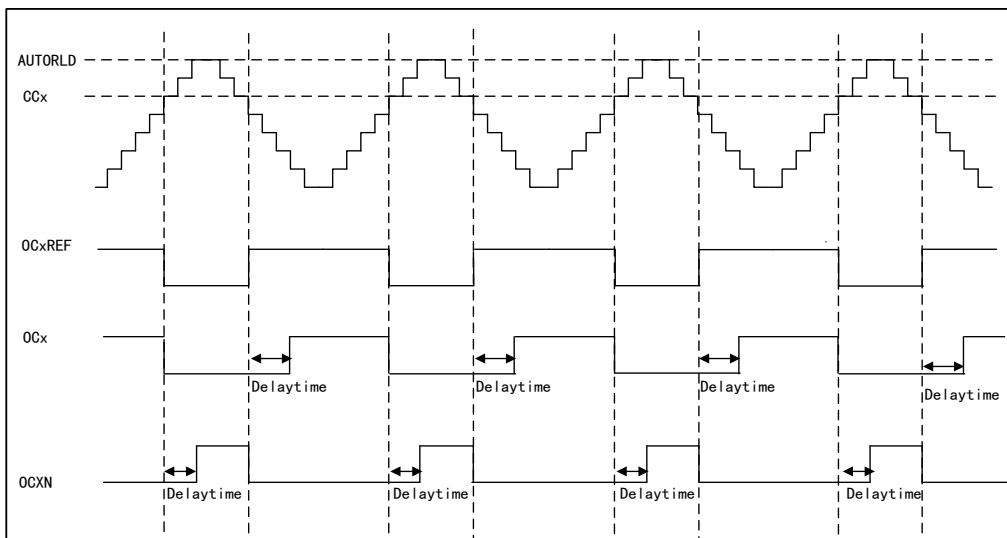 AUTORLD
CCx
OCxREF
OCx
Delaytime
Delaytime
Delaytime
Delaytime
OCXN
Delaytime
Delaytime
Delaytime
Delaytime